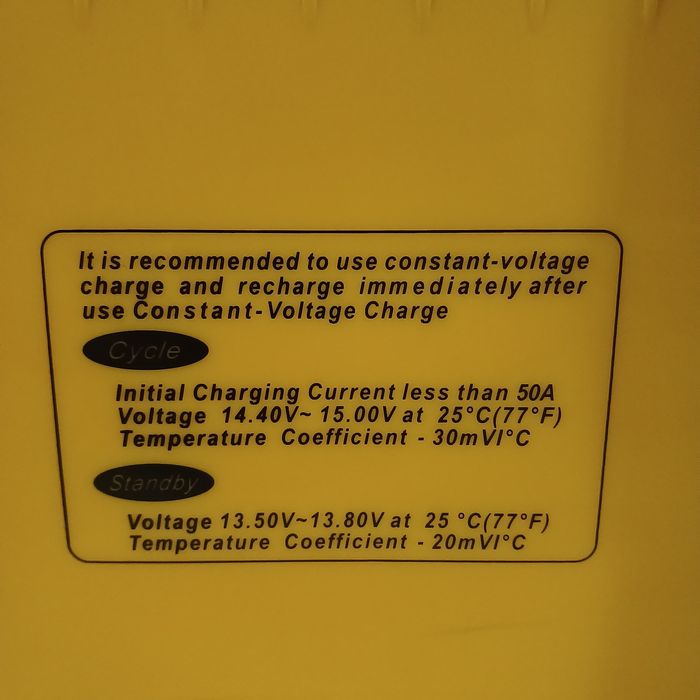 It is recommended to use constant-voltage
charge and recharge immediately after
use Constant-Voltage Charge
Cycle
Initial Charging Current less than 50A
Voltage 14.40V~ 15.00V at 25°C(77°F)
Temperature Coefficient - 30mV/°C
Standby
Voltage 13.50V~13.80V at 25 °C(77°F)
Temperature Coefficient - 20mV/°C